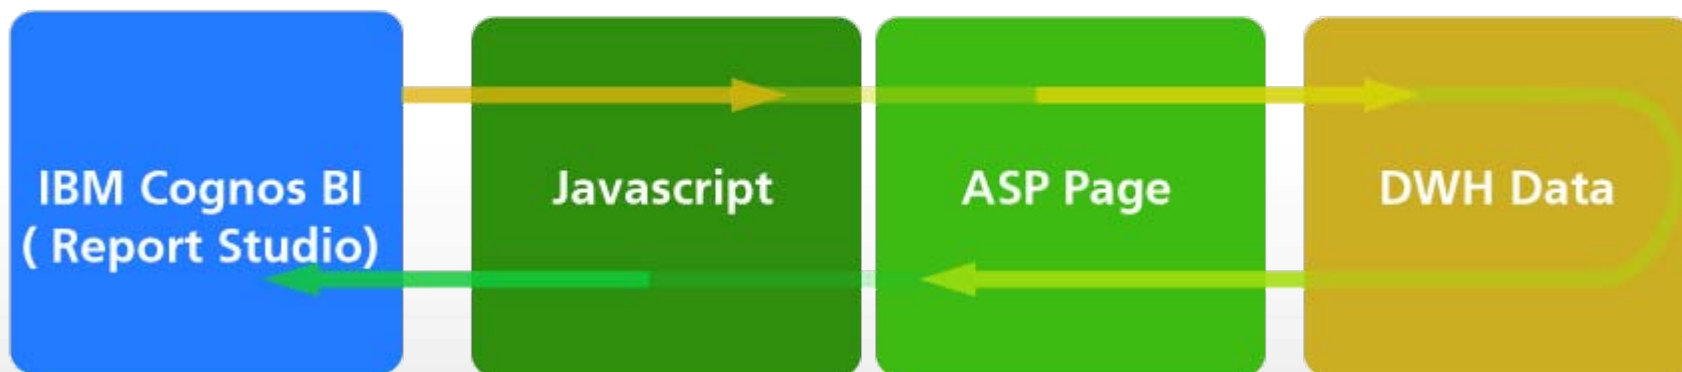 IBM Cognos BI
( Report Studio)
Javascript
ASP Page
DWH Data